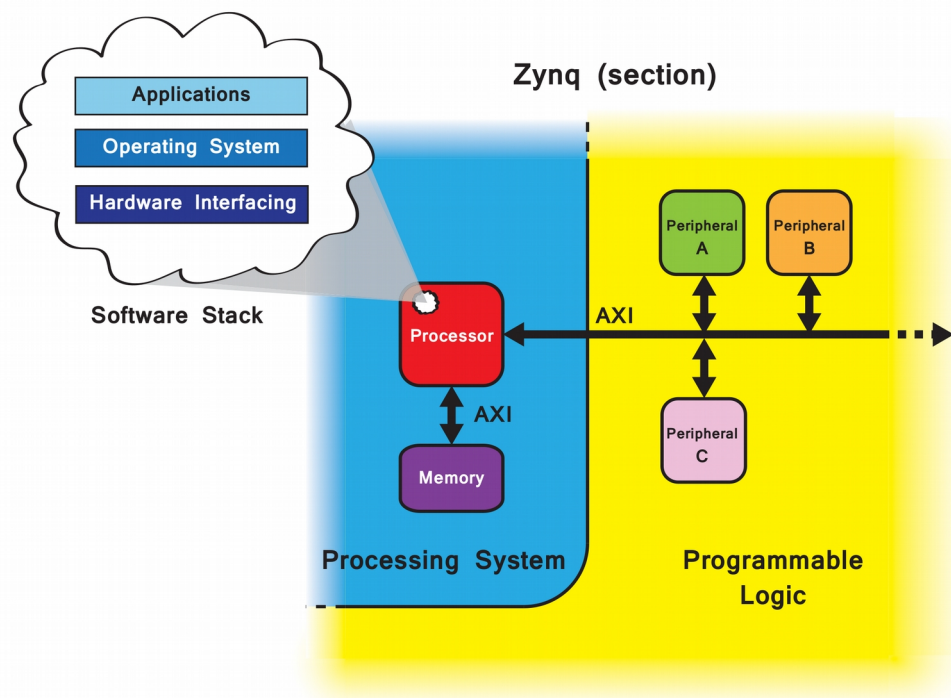 Zynq (section)
Applications
Operating System
Hardware Interfacing
Software Stack
Processor
AXI
Memory
Processing System
AXI
Peripheral
A
Peripheral
B
Peripheral
C
Programmable
Logic